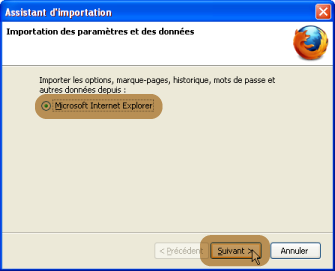 Assistant d'importation
Importation des paramètres et des données
Importer les options, marque-pages, historique, mots de passe et
autres données depuis :
Microsoft Internet Explorer
< Précédent
Suivant >
Annuler